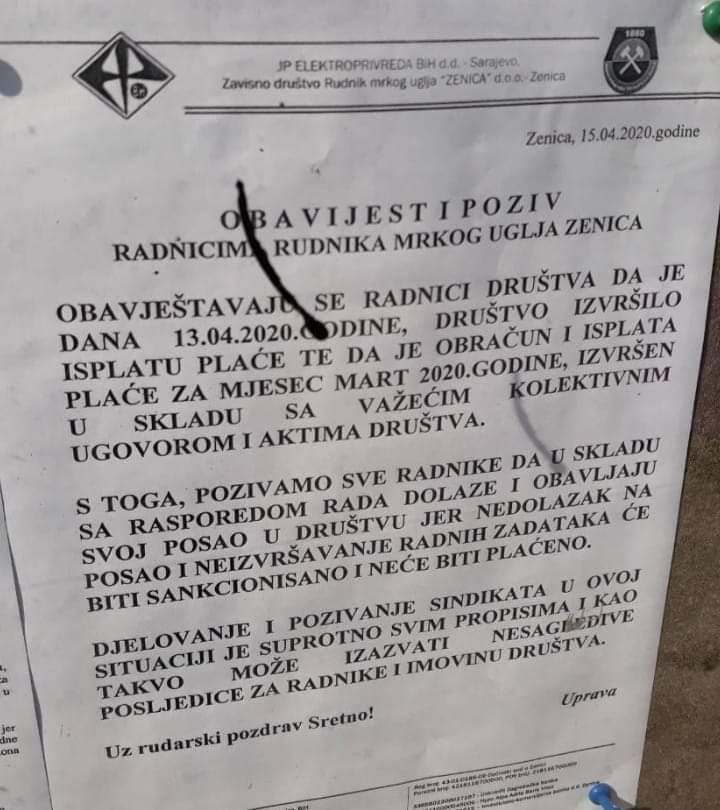 JP ELEKTROPRIVREDA BiH d.d. - Sarajevo,
Zavisno društvo Rudnik mrkog uglja "ZENICA" d.o.o.- Zenica
1880
Zenica, 15.04.2020.godine
O B A V I J E S T I P O Z I V
RADNICIMA RUDNIKA MRKOG UGLJA ZENICA
OBAVJEŠTAVAJU SE RADNICI DRUŠTVA DA JE
DANA 13.04.2020.GODINE, DRUŠTVO IZVRŠILO
ISPLATU PLAĆE TE DA JE OBRAČUN I ISPLATA
PLAĆE ZA MJESEC MART 2020.GODINE, IZVRŠEN
U SKLADU SA VAŽEĆIM KOLEKTIVNIM
UGOVOROM I AKTIMA DRUŠTVA.
S TOGA, POZIVAMO SVE RADNIKE DA U SKLADU
SA RASPOREDOM RADA DOLAZE I OBAVLJAJU
SVOJ POSAO U DRUŠTVU JER NEDOLAZAK NA
POSAO I NEIZVRŠAVANJE RADNIH ZADATAKA ĆE
BITI SANKCIONISANO I NEĆE BITI PLAĆENO.
DJELOVANJE I POZIVANJE SINDIKATA U OVOJ
SITUACIJI JE SUPROTNO SVIM PROPISIMA I KAO
TAKVO MOŽE IZAZVATI NESAGLEDIVE
POSLJEDICE ZA RADNIKE I IMOVINU DRUŠTVA.
Uprava
Uz rudarski pozdrav Sretno!